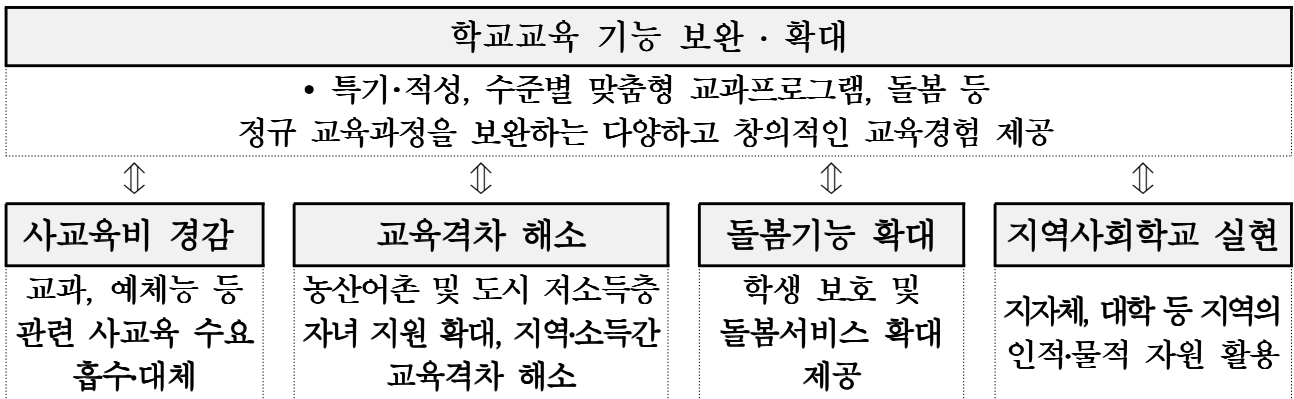 학교교육 기능 보완·확대
• 특기·적성, 수준별 맞춤형 교과프로그램, 돌봄 등
정규 교육과정을 보완하는 다양하고 창의적인 교육경험 제공
⇕ ⇕ ⇕ ⇕
사교육비 경감
교과, 예체능 등
관련 사교육 수요
흡수·대체
교육격차 해소
농산어촌 및 도시 저소득층
자녀 지원 확대, 지역·소득간
교육격차 해소
돌봄기능 확대
학생 보호 및
돌봄서비스 확대
제공
지역사회학교 실현
지자체, 대학 등 지역의
인적·물적 자원 활용